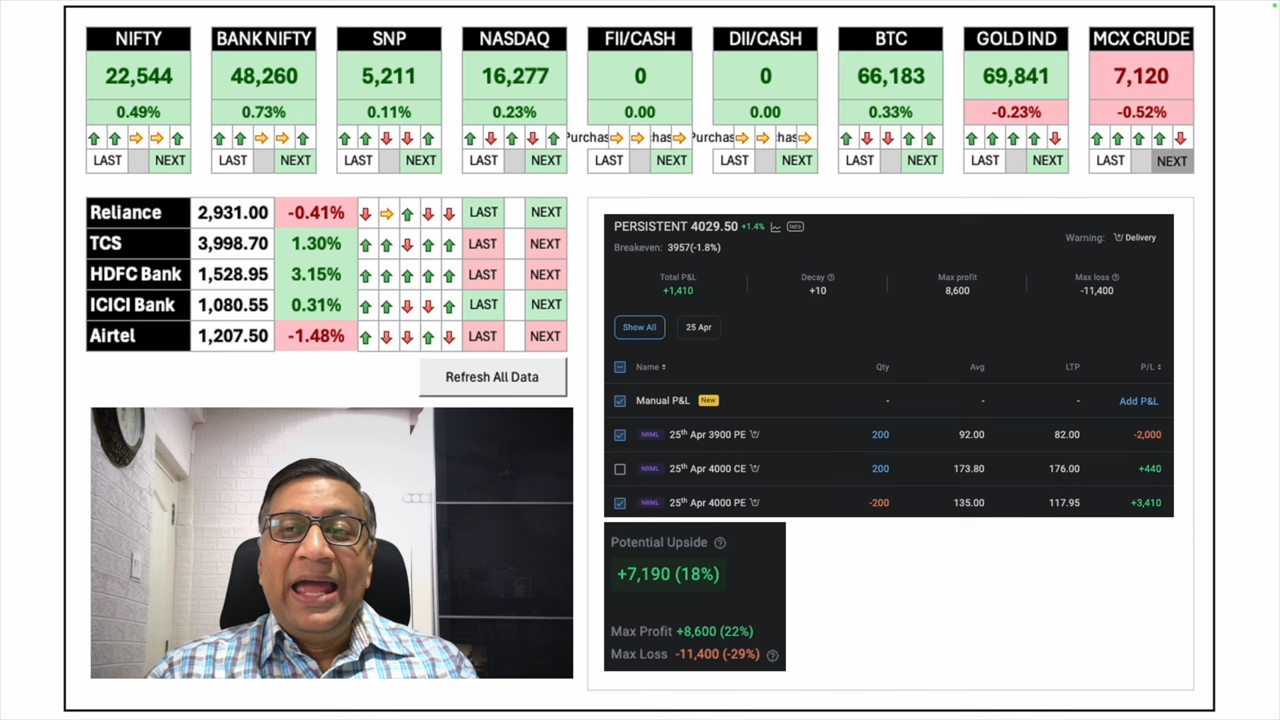 NIFTY BANK NIFTY SNP NASDAQ FII/CASH DII/CASH BTC GOLD IND MCX CRUDE
22,544 48,260 5,211 16,277 0 0 66,183 69,841 7,120
0.49% 0.73% 0.11% 0.23% 0.00 0.00 0.33% -0.23% -0.52%
Purchas chas Purchas chas
LAST NEXT LAST NEXT LAST NEXT LAST NEXT LAST NEXT LAST NEXT LAST NEXT LAST NEXT LAST NEXT
Reliance 2,931.00 -0.41% LAST NEXT
TCS 3,998.70 1.30% LAST NEXT
HDFC Bank 1,528.95 3.15% LAST NEXT
ICICI Bank 1,080.55 0.31% LAST NEXT
Airtel 1,207.50 -1.48% LAST NEXT
Refresh All Data
PERSISTENT 4029.50 +1.4% Info
Breakeven: 3957(-1.8%)
Warning: Delivery
Total P&L Decay Max profit Max loss
+1,410 +10 8,600 -11,400
Show All 25 Apr
Name Qty Avg LTP P/L
Manual P&L New - - - Add P&L
NRML 25th Apr 3900 PE 200 92.00 82.00 -2,000
NRML 25th Apr 4000 CE 200 173.80 176.00 +440
NRML 25th Apr 4000 PE -200 135.00 117.95 +3,410
Potential Upside
+7,190 (18%)
Max Profit +8,600 (22%)
Max Loss -11,400 (-29%)